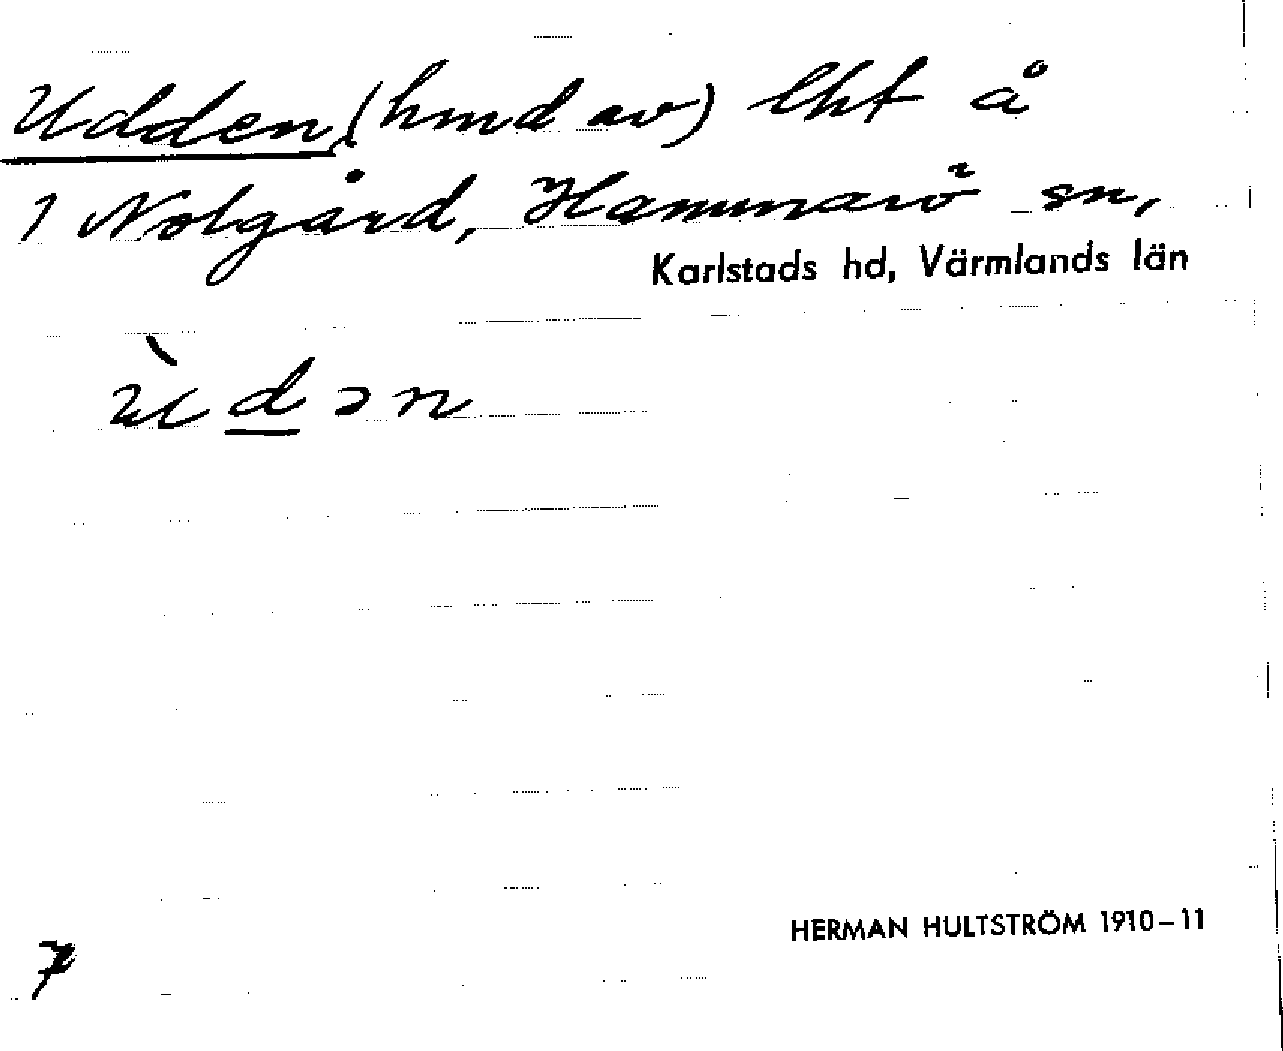 Udden (hmd av) lht å
1 Nolgård, Hammarö sn,
Karlstads hd, Värmlands län
ùdən
HERMAN HULTSTRÖM 1910-11
7